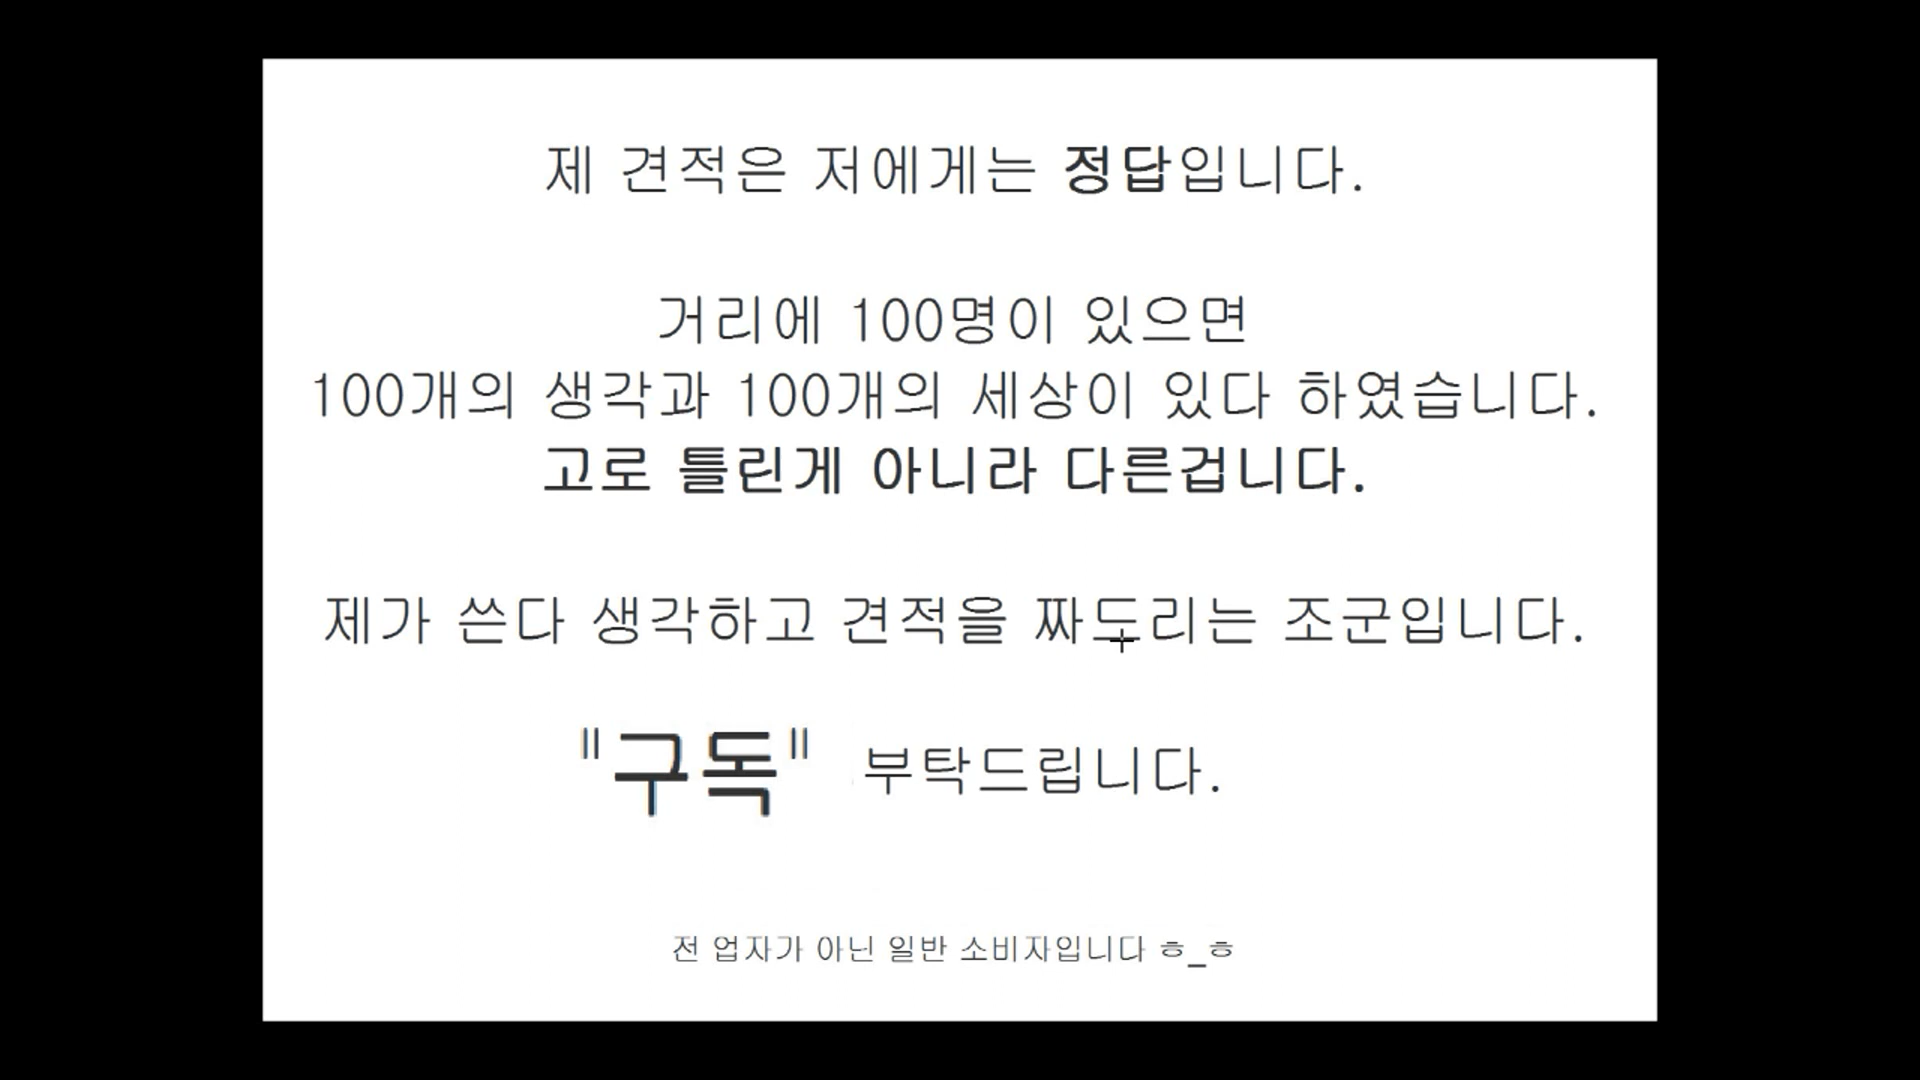 제 견적은 저에게는 정답입니다.
거리에 100명이 있으면
100개의 생각과 100개의 세상이 있다 하였습니다.
고로 틀린게 아니라 다른겁니다.
제가 쓴다 생각하고 견적을 짜드리는 조군입니다.
"구독" 부탁드립니다.
전 업자가 아닌 일반 소비자입니다 ㅎ_ㅎ